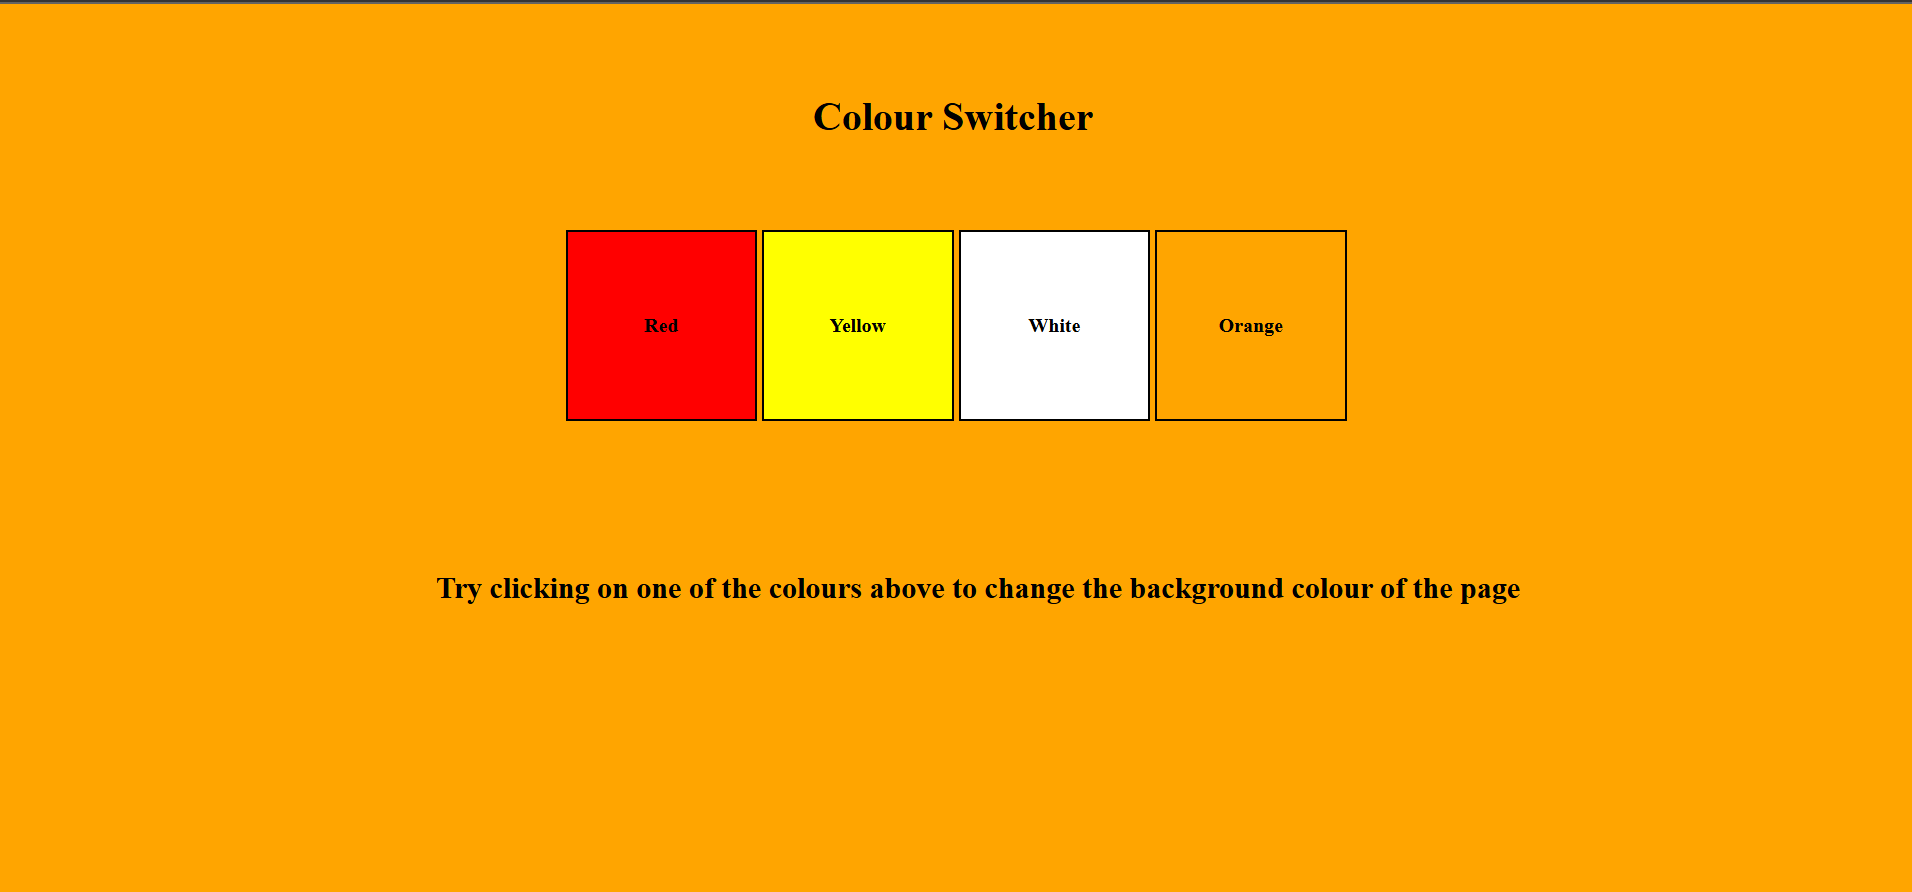 Colour Switcher
Red Yellow White Orange
Try clicking on one of the colours above to change the background colour of the page